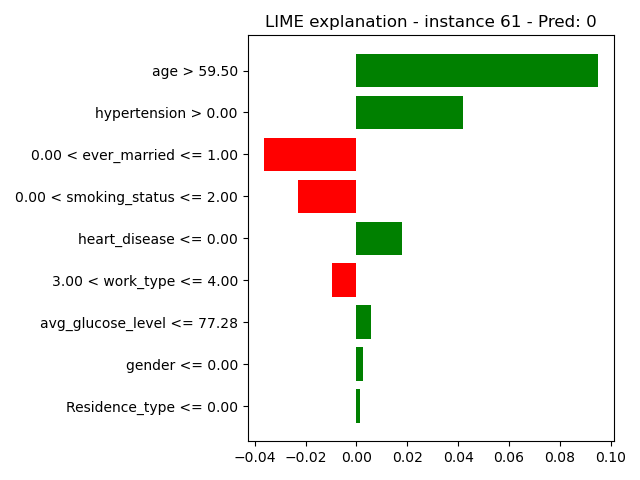 LIME explanation - instance 61 - Pred: 0
age > 59.50
hypertension > 0.00
0.00 < ever_married <= 1.00
0.00 < smoking_status <= 2.00
heart_disease <= 0.00
3.00 < work_type <= 4.00
avg_glucose_level <= 77.28
gender <= 0.00
Residence_type <= 0.00
−0.04 −0.02 0.00 0.02 0.04 0.06 0.08 0.10